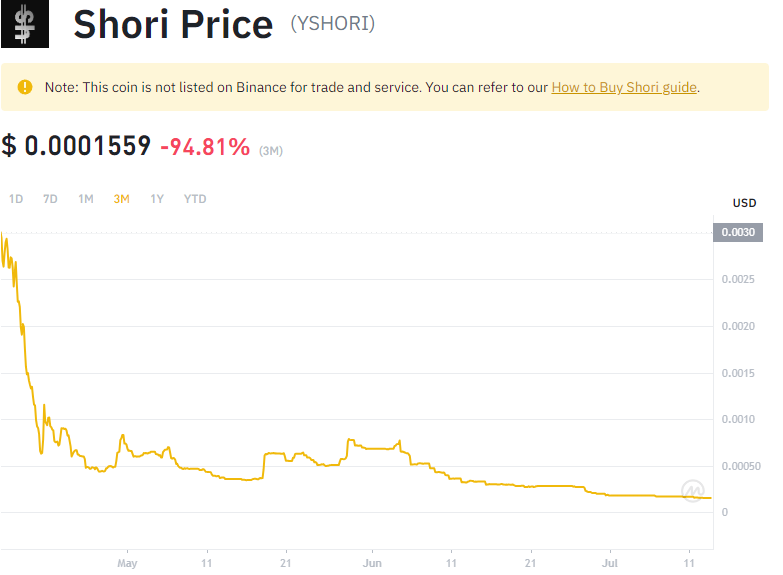 Shori Price (YSHORI)
Note: This coin is not listed on Binance for trade and service. You can refer to our How to Buy Shori guide.
$ 0.0001559 -94.81% (3M)
1D 7D 1M 3M 1Y YTD
USD
0.0030
0.0025
0.0020
0.0015
0.0010
0.00050
0
May 11 21 Jun 11 21 Jul 11